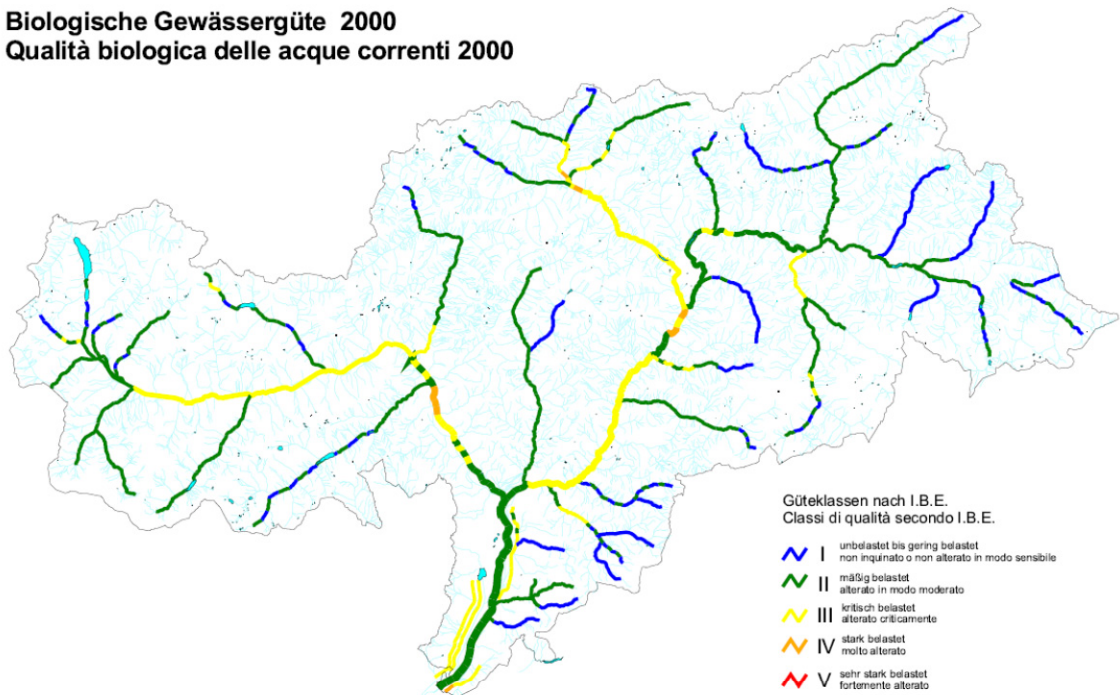 Biologische Gewässergüte 2000
Qualità biologica delle acque correnti 2000
Güteklassen nach I.B.E.
Classi di qualità secondo I.B.E.
I unbelastet bis gering belastet
non inquinato o non alterato in modo sensibile
II mäßig belastet
alterato in modo moderato
III kritisch belastet
alterato criticamente
IV stark belastet
molto alterato
V sehr stark belastet
fortemente alterato